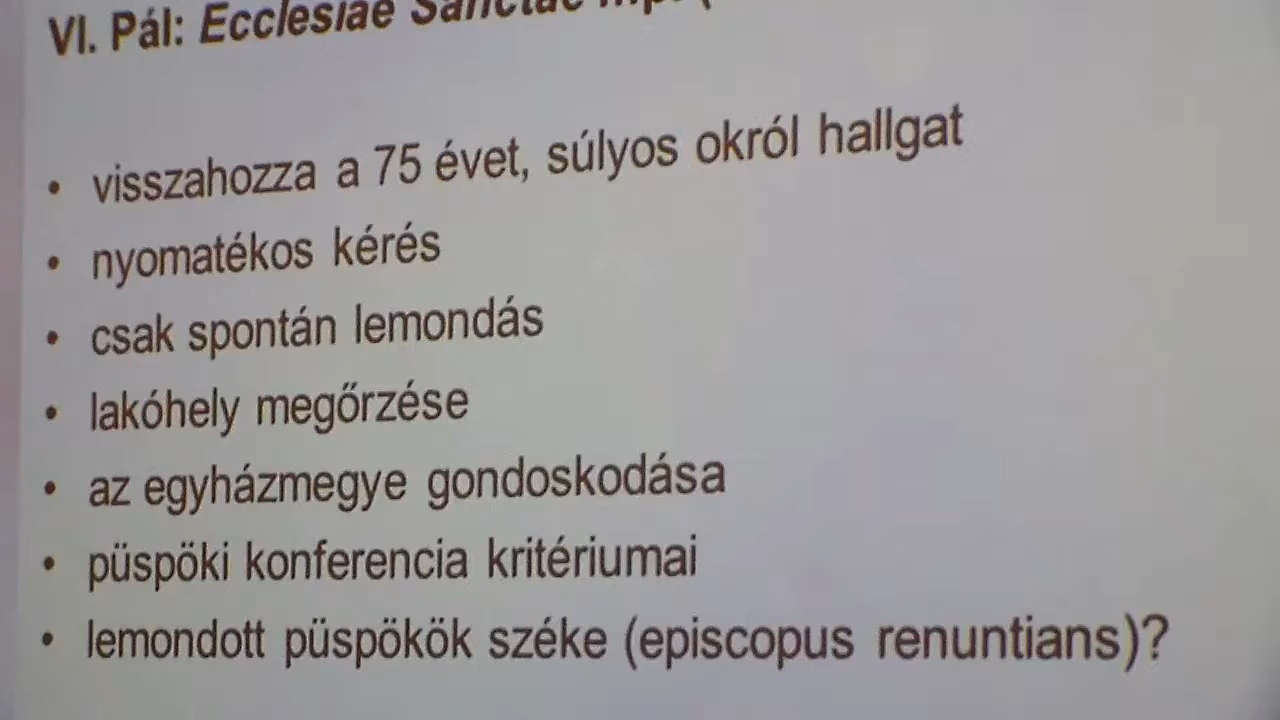 VI. Pál: Ecclesiae Sanctae
• visszahozza a 75 évet, súlyos okról hallgat
• nyomatékos kérés
• csak spontán lemondás
• lakóhely megőrzése
• az egyházmegye gondoskodása
• püspöki konferencia kritériumai
• lemondott püspökök széke (episcopus renuntians)?